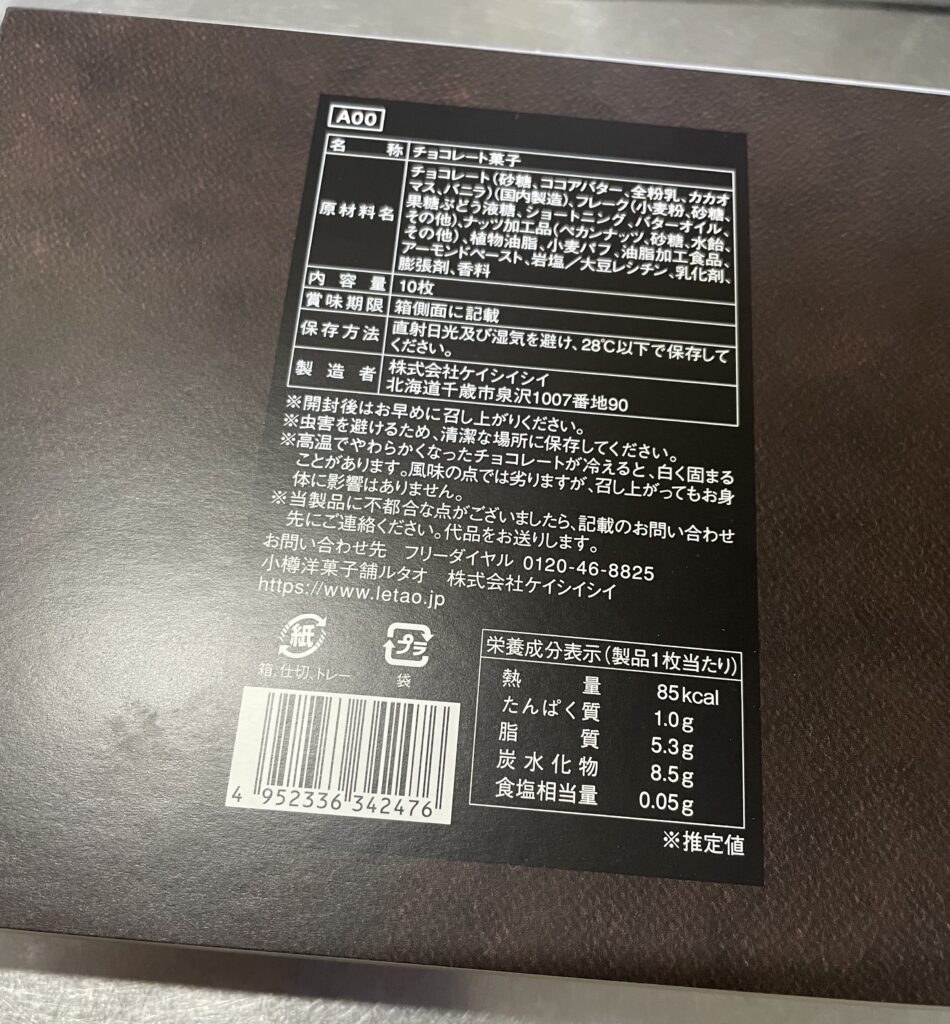 A00
名称 チョコレート菓子
原材料名 チョコレート(砂糖、ココアバター、全粉乳、カカオ
マス、バニラ)(国内製造)、フレーク(小麦粉、砂糖、
果糖ぶどう液糖、ショートニング、バターオイル、
その他)、ナッツ加工品(ペカンナッツ、砂糖、水飴、
その他)、植物油脂、小麦パフ、油脂加工食品、
アーモンドペースト、岩塩／大豆レシチン、乳化剤、
膨張剤、香料
内容量 10枚
賞味期限 箱側面に記載
保存方法 直射日光及び湿気を避け、28℃以下で保存して
ください。
製造者 株式会社ケイシイシイ
北海道千歳市泉沢1007番地90
※開封後はお早めに召し上がりください。
※虫害を避けるため、清潔な場所に保存してください。
※高温でやわらかくなったチョコレートが冷えると、白く固まる
ことがあります。風味の点では劣りますが、召し上がってもお身
体に影響はありません。
※当製品に不都合な点がございましたら、記載のお問い合わせ
先にご連絡ください。代品をお送りします。
お問い合わせ先 フリーダイヤル 0120-46-8825
小樽洋菓子舗ルタオ 株式会社ケイシイシイ
https://www.letao.jp
紙
箱、仕切、トレー
プラ
袋
4 952336 342476
栄養成分表示(製品1枚当たり)
熱量 85kcal
たんぱく質 1.0g
脂質 5.3g
炭水化物 8.5g
食塩相当量 0.05g
※推定値